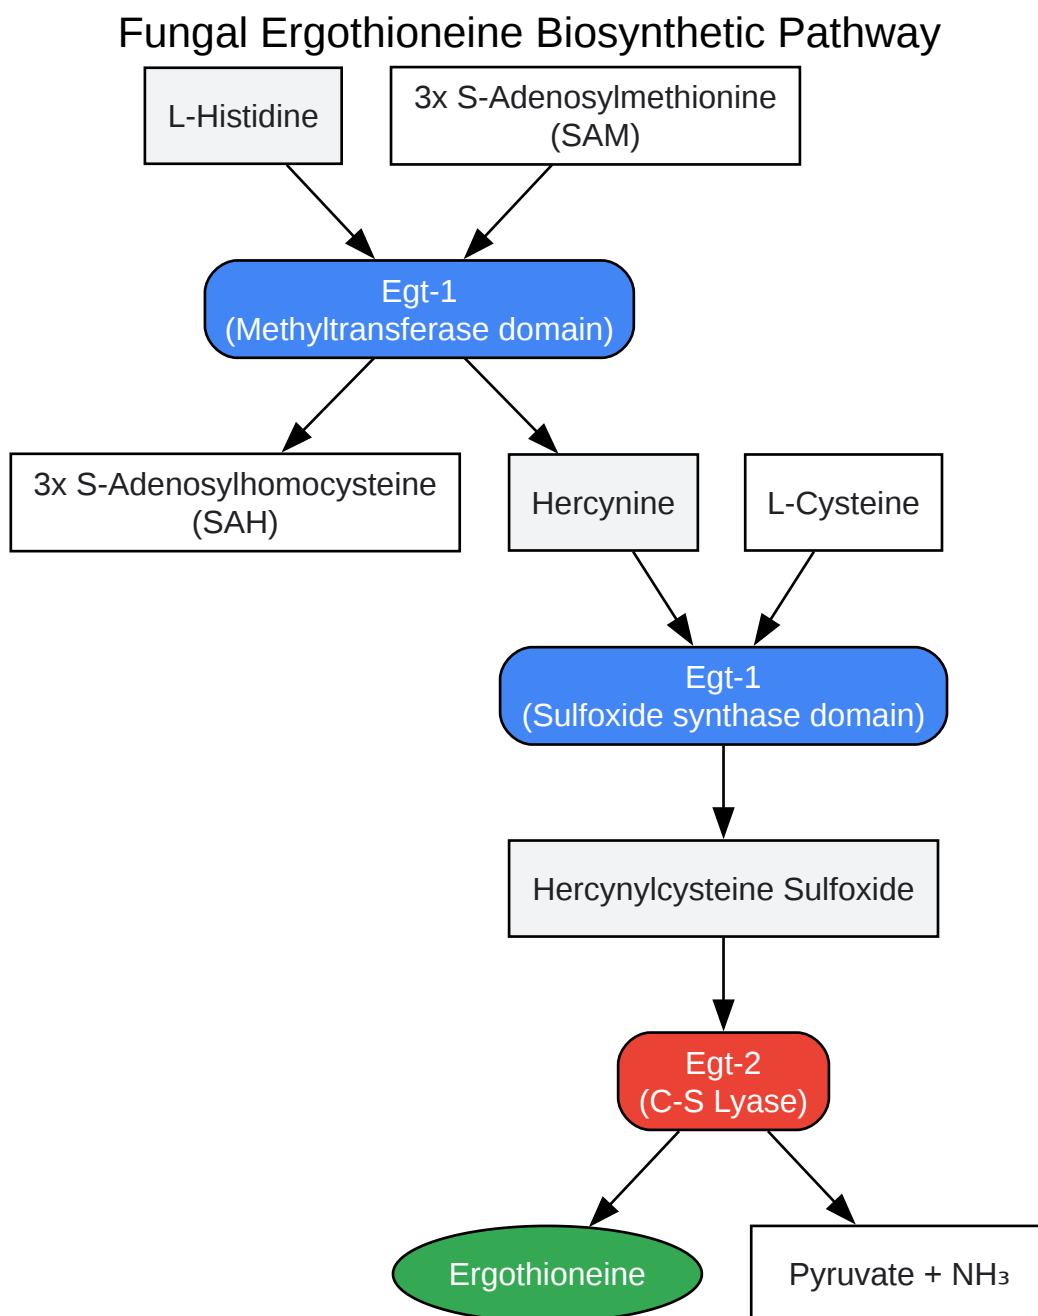 Fungal Ergothioneine Biosynthetic Pathway
L-Histidine
3x S-Adenosylmethionine
(SAM)
Egt-1
(Methyltransferase domain)
3x S-Adenosylhomocysteine
(SAH)
Hercynine
L-Cysteine
Egt-1
(Sulfoxide synthase domain)
Hercynylcysteine Sulfoxide
Egt-2
(C-S Lyase)
Ergothioneine
Pyruvate + NH₃